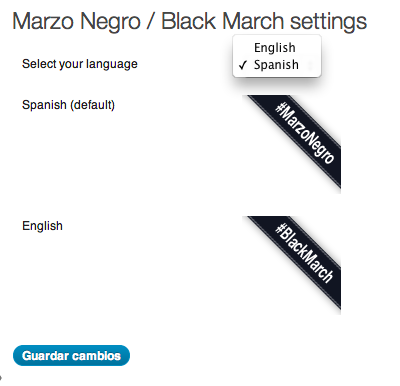 Marzo Negro / Black March settings
Select your language
English
✓ Spanish
Spanish (default)
#MarzoNegro
English
#BlackMarch
Guardar cambios